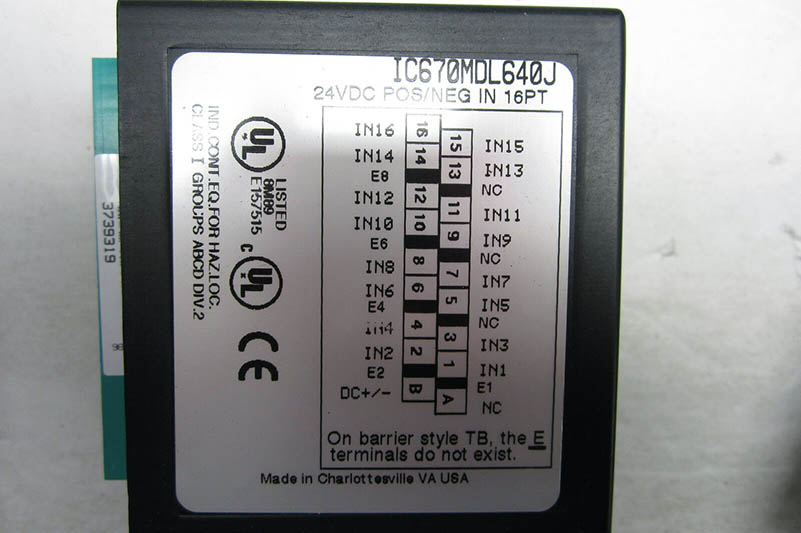 IC670MDL640J
24VDC POS/NEG IN 16PT
IN16 16 15 IN15
IN14 14 13 IN13
E8 NC
IN12 12 11 IN11
IN10 10 9 IN9
E6 NC
IN8 8 7 IN7
IN6 6 5 IN5
E4 NC
IN4 4 3 IN3
IN2 2 1 IN1
E2 E1
DC+/− B A NC
On barrier style TB, the E
terminals do not exist.
Made in Charlottesville VA USA
UL
LISTED
8M69
E157515
C UL
CE
IND.CONT.EQ.FOR HAZ.LOC.
CLASS I GROUPS ABCD DIV.2
3739319